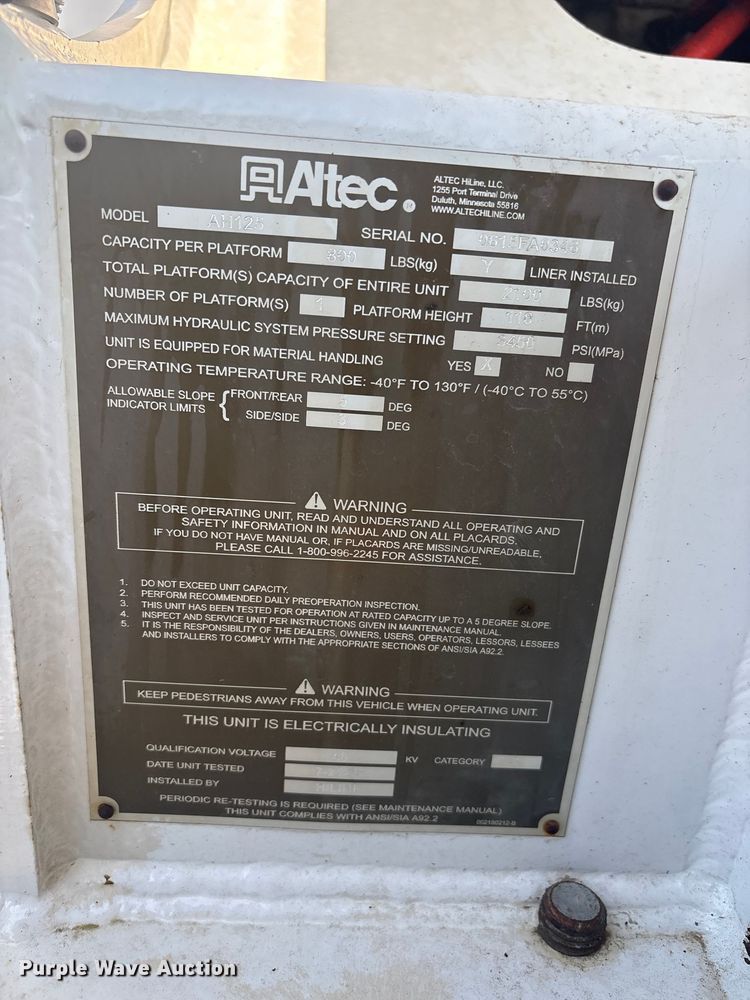 Altec®
ALTEC HiLine, LLC.
1255 Port Terminal Drive
Duluth, Minnesota 55816
WWW.ALTECHILINE.COM
MODEL AH125 SERIAL NO.
CAPACITY PER PLATFORM 800 LBS(kg) Y LINER INSTALLED
TOTAL PLATFORM(S) CAPACITY OF ENTIRE UNIT LBS(kg)
NUMBER OF PLATFORM(S) 1 PLATFORM HEIGHT FT(m)
MAXIMUM HYDRAULIC SYSTEM PRESSURE SETTING PSI(MPa)
UNIT IS EQUIPPED FOR MATERIAL HANDLING YES X NO
OPERATING TEMPERATURE RANGE: -40°F TO 130°F / (-40°C TO 55°C)
ALLOWABLE SLOPE INDICATOR LIMITS { FRONT/REAR DEG
SIDE/SIDE DEG
⚠ WARNING
BEFORE OPERATING UNIT, READ AND UNDERSTAND ALL OPERATING AND
SAFETY INFORMATION IN MANUAL AND ON ALL PLACARDS.
IF YOU DO NOT HAVE MANUAL OR, IF PLACARDS ARE MISSING/UNREADABLE,
PLEASE CALL 1-800-996-2245 FOR ASSISTANCE.
1. DO NOT EXCEED UNIT CAPACITY.
2. PERFORM RECOMMENDED DAILY PREOPERATION INSPECTION.
3. THIS UNIT HAS BEEN TESTED FOR OPERATION AT RATED CAPACITY UP TO A 5 DEGREE SLOPE.
4. INSPECT AND SERVICE UNIT PER INSTRUCTIONS GIVEN IN MAINTENANCE MANUAL.
5. IT IS THE RESPONSIBILITY OF THE DEALERS, OWNERS, USERS, OPERATORS, LESSORS, LESSEES
AND INSTALLERS TO COMPLY WITH THE APPROPRIATE SECTIONS OF ANSI/SIA A92.2.
⚠ WARNING
KEEP PEDESTRIANS AWAY FROM THIS VEHICLE WHEN OPERATING UNIT.
THIS UNIT IS ELECTRICALLY INSULATING
QUALIFICATION VOLTAGE KV CATEGORY
DATE UNIT TESTED
INSTALLED BY
PERIODIC RE-TESTING IS REQUIRED (SEE MAINTENANCE MANUAL)
THIS UNIT COMPLIES WITH ANSI/SIA A92.2
002180212-B
Purple Wave Auction